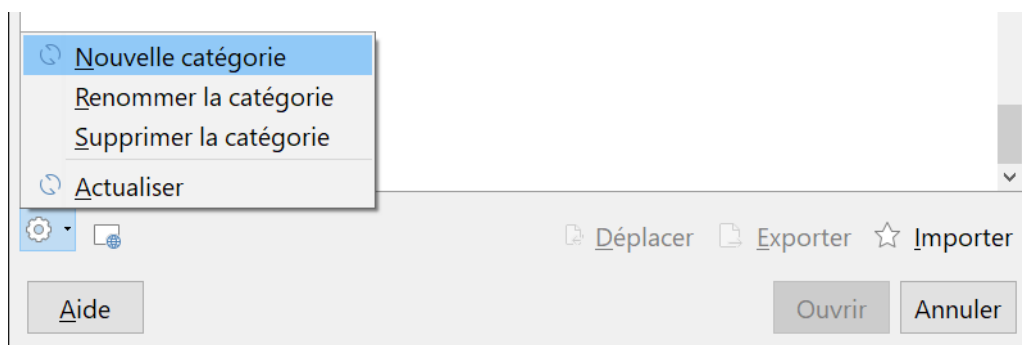 Nouvelle catégorie
Renommer la catégorie
Supprimer la catégorie
Actualiser
Déplacer Exporter Importer
Aide Ouvrir Annuler